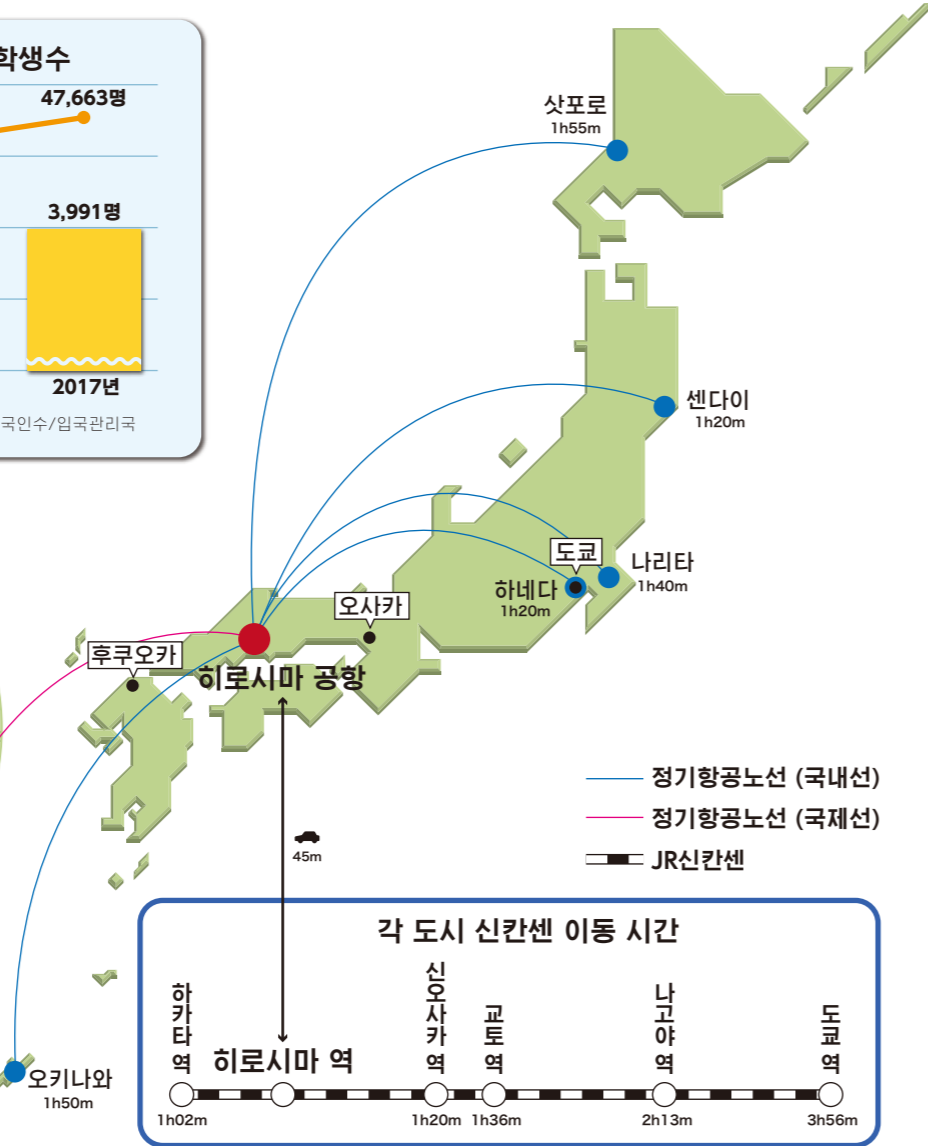 학생수
47,663명
3,991명
2017년
국인수/입국관리국
삿포로
1h55m
센다이
1h20m
나리타
1h40m
도쿄
하네다
1h20m
오사카
후쿠오카
히로시마 공항
45m
오키나와
1h50m
정기항공노선 (국내선)
정기항공노선 (국제선)
JR신칸센
각 도시 신칸센 이동 시간
하카타역
1h02m
히로시마 역
신오사카역
1h20m
교토역
1h36m
나고야역
2h13m
도쿄역
3h56m